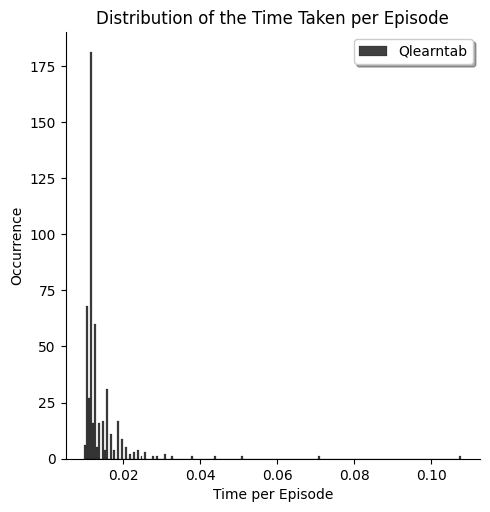 Distribution of the Time Taken per Episode
Qlearntab
175
150
125
100
75
50
25
0
Occurrence
0.02 0.04 0.06 0.08 0.10
Time per Episode